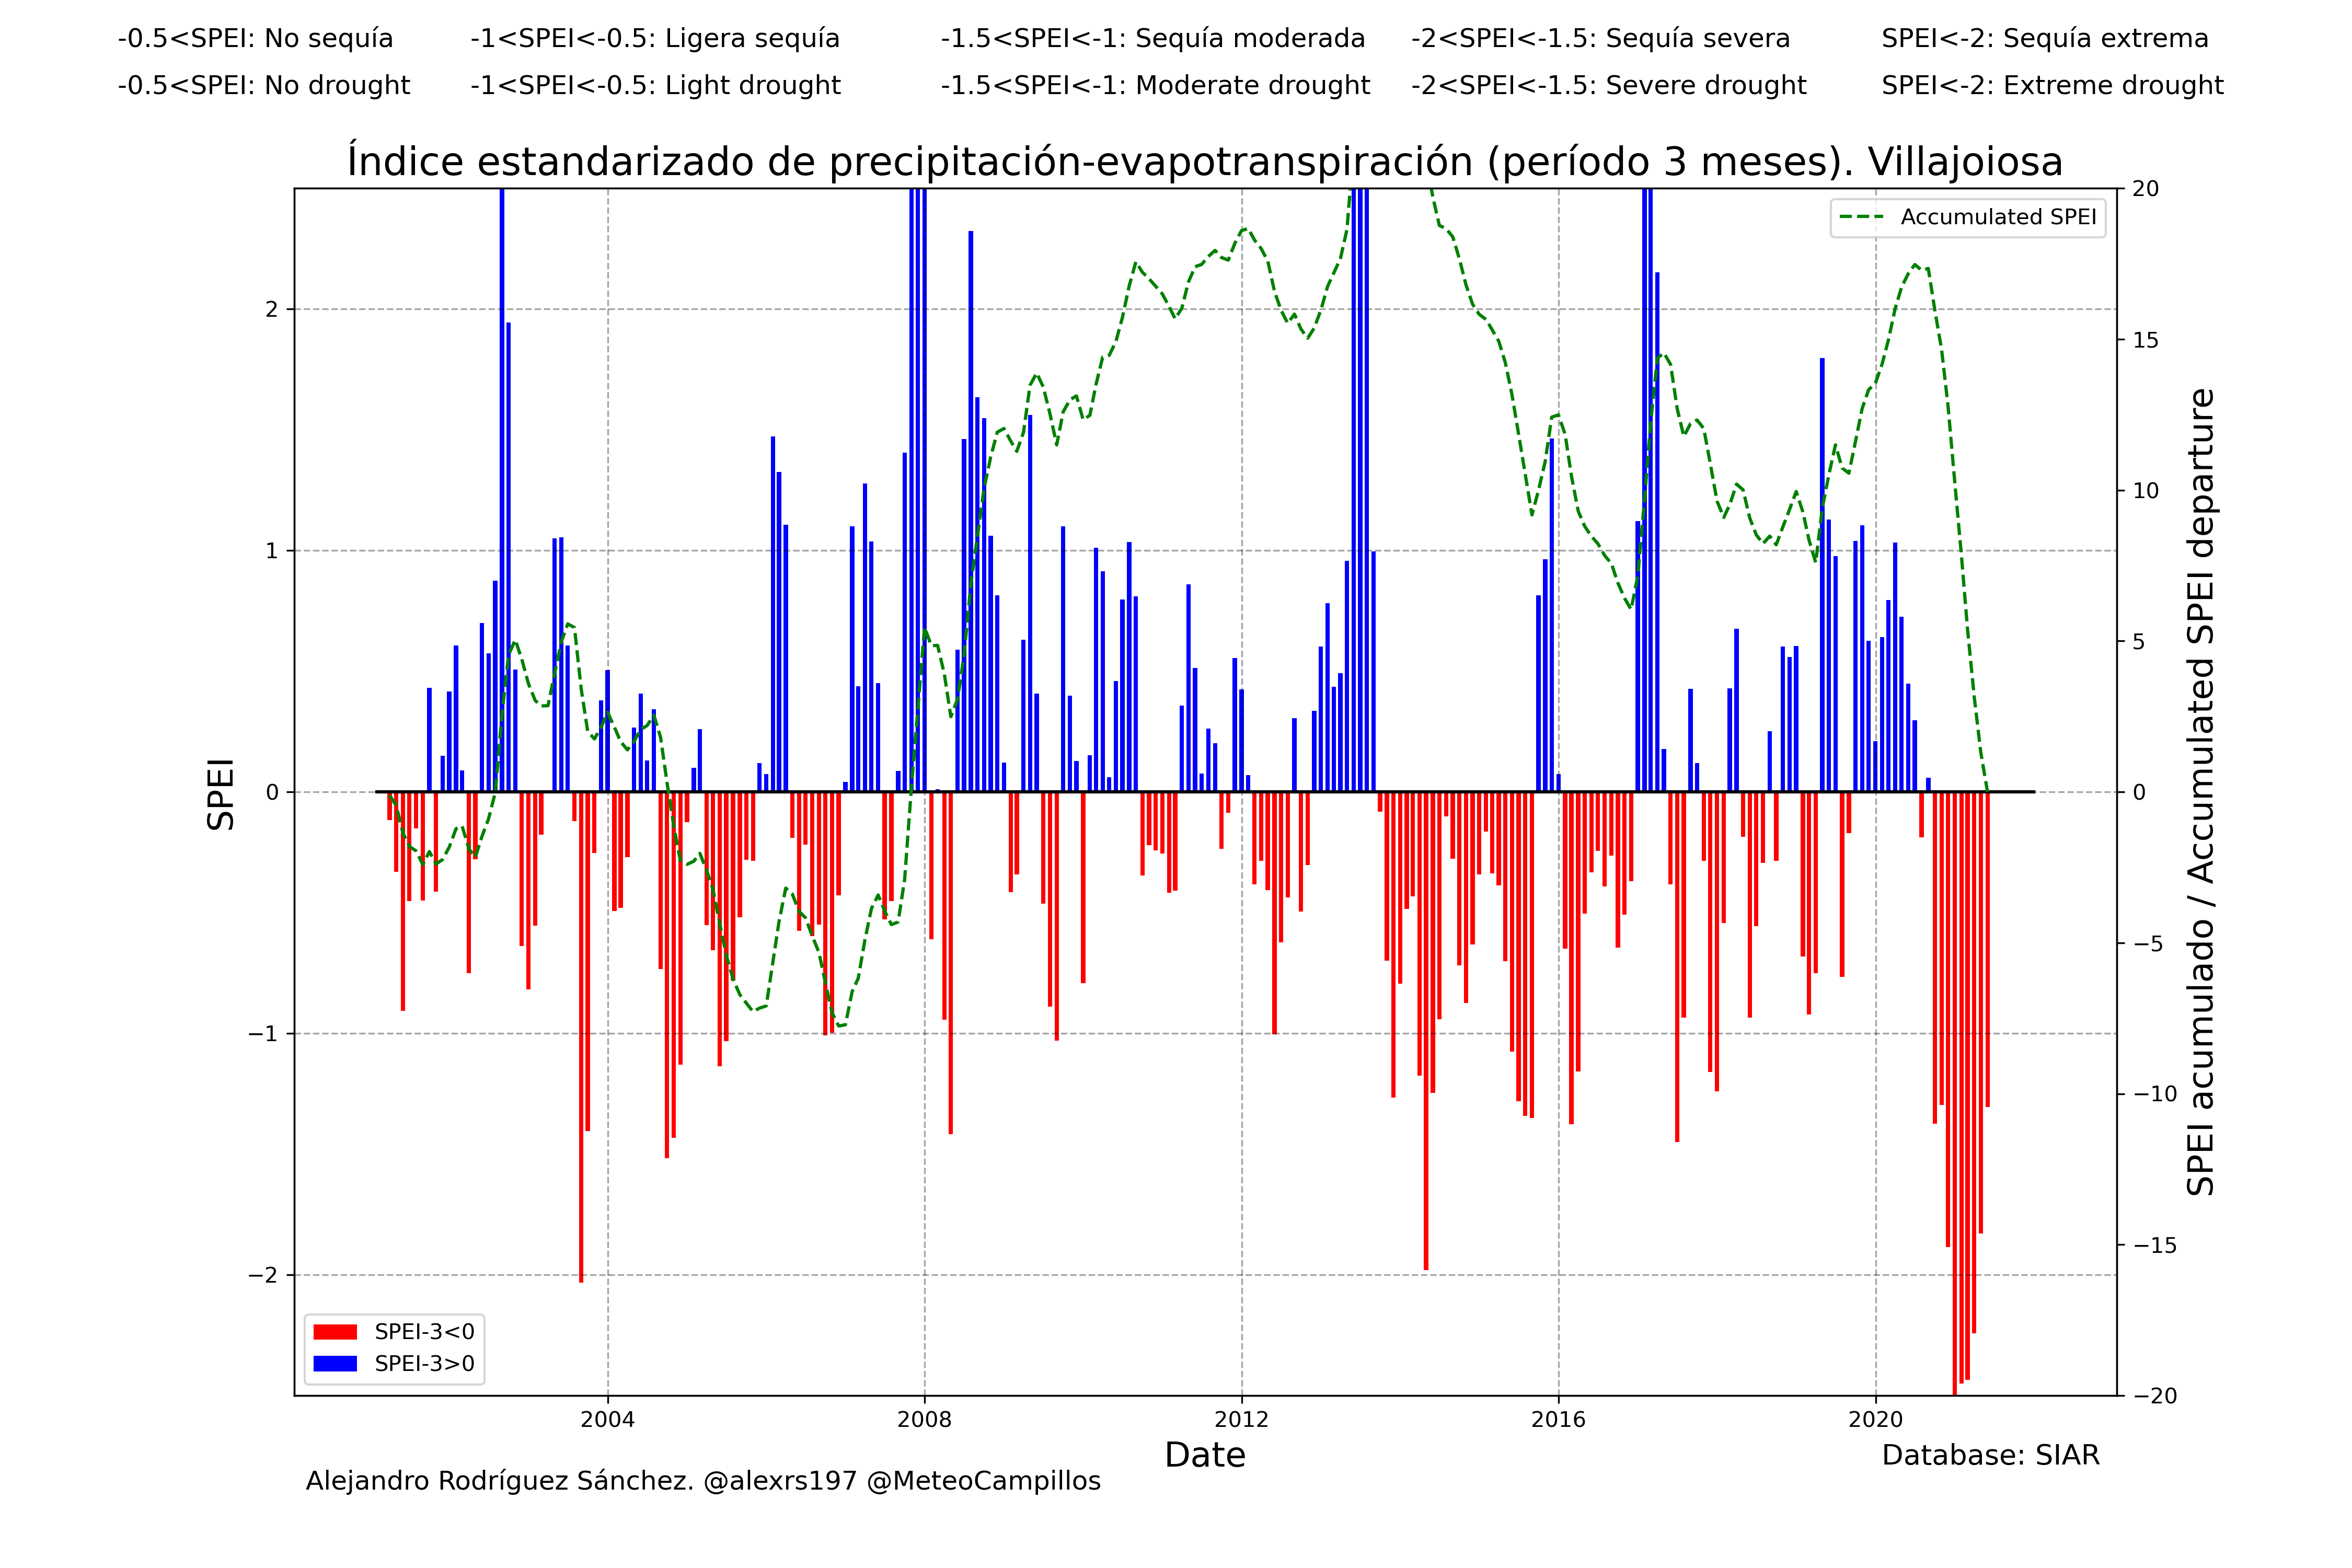 -0.5<SPEI: No sequía -1<SPEI<-0.5: Ligera sequía -1.5<SPEI<-1: Sequía moderada -2<SPEI<-1.5: Sequía severa SPEI<-2: Sequía extrema
-0.5<SPEI: No drought -1<SPEI<-0.5: Light drought -1.5<SPEI<-1: Moderate drought -2<SPEI<-1.5: Severe drought SPEI<-2: Extreme drought
Índice estandarizado de precipitación-evapotranspiración (período 3 meses). Villajoiosa
Accumulated SPEI
2
1
0
−1
−2
SPEI
20
15
10
5
0
−5
−10
−15
−20
SPEI acumulado / Accumulated SPEI departure
SPEI-3<0
SPEI-3>0
2004 2008 2012 2016 2020
Date
Database: SIAR
Alejandro Rodríguez Sánchez. @alexrs197 @MeteoCampillos